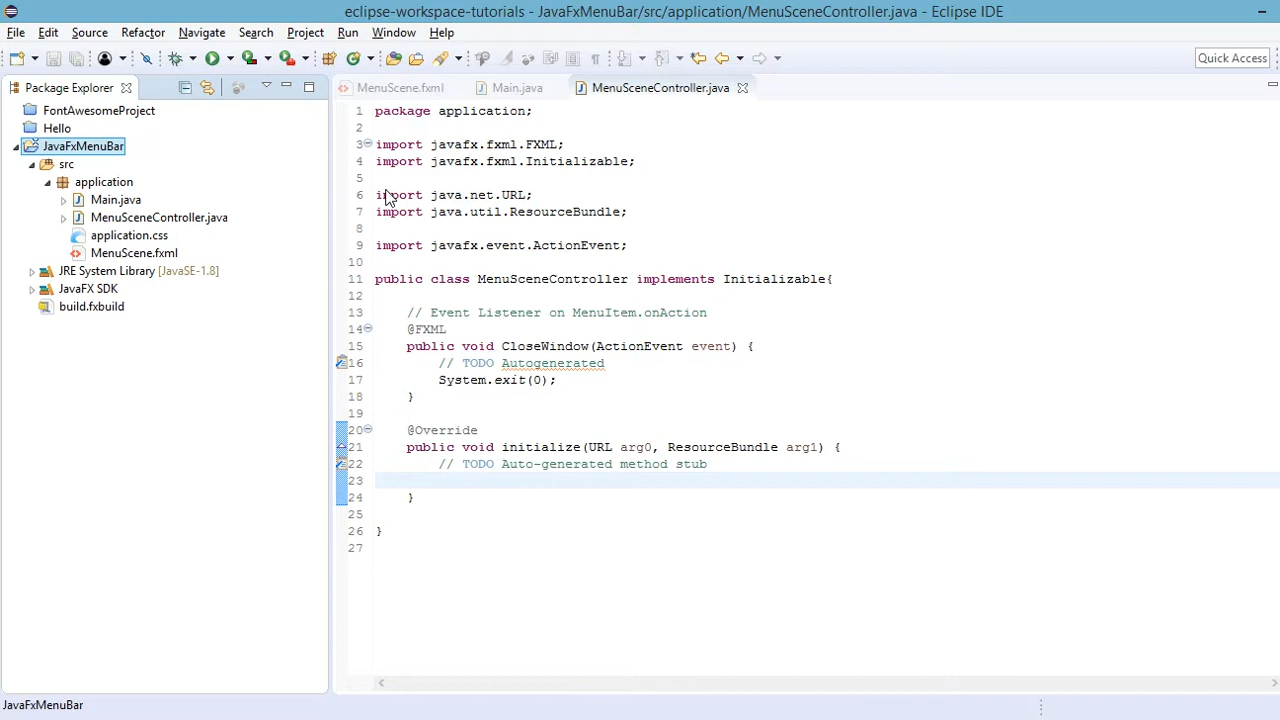 eclipse-workspace-tutorials - JavaFxMenuBar/src/application/MenuSceneController.java - Eclipse IDE
File Edit Source Refactor Navigate Search Project Run Window Help
Quick Access
Package Explorer
MenuScene.fxml Main.java MenuSceneController.java
FontAwesomeProject
Hello
JavaFxMenuBar
src
application
Main.java
MenuSceneController.java
application.css
MenuScene.fxml
JRE System Library [JavaSE-1.8]
JavaFX SDK
build.fxbuild
1 package application;
2
3 import javafx.fxml.FXML;
4 import javafx.fxml.Initializable;
5
6 import java.net.URL;
7 import java.util.ResourceBundle;
8
9 import javafx.event.ActionEvent;
10
11 public class MenuSceneController implements Initializable{
12
13 // Event Listener on MenuItem.onAction
14 @FXML
15 public void CloseWindow(ActionEvent event) {
16 // TODO Autogenerated
17 System.exit(0);
18 }
19
20 @Override
21 public void initialize(URL arg0, ResourceBundle arg1) {
22 // TODO Auto-generated method stub
23
24 }
25
26 }
27
JavaFxMenuBar